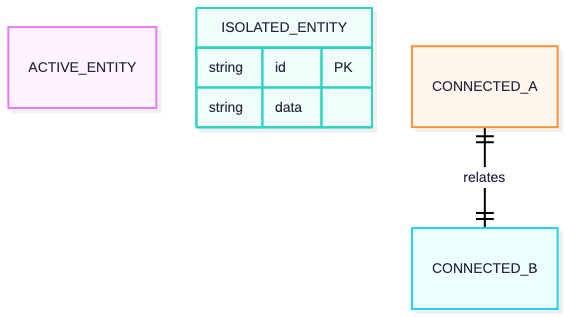 ACTIVE_ENTITY
ISOLATED_ENTITY
string id PK
string data
CONNECTED_A
relates
CONNECTED_B